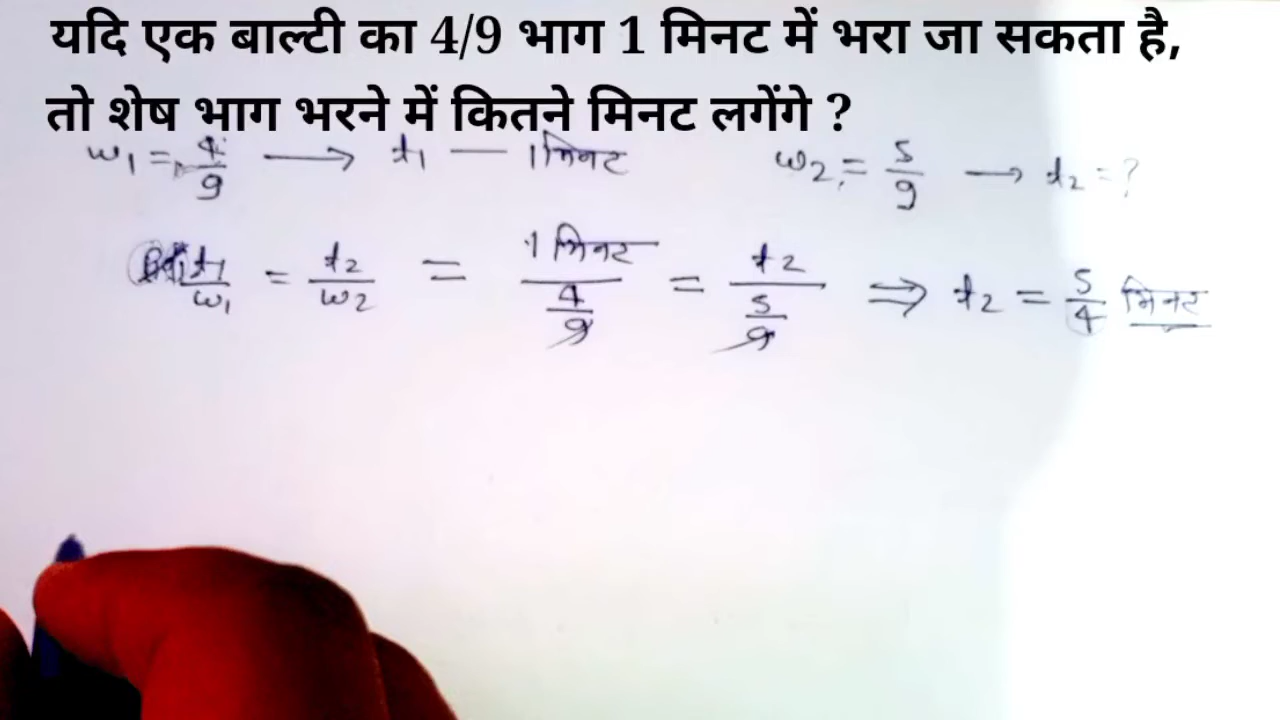 यदि एक बाल्टी का 4/9 भाग 1 मिनट में भरा जा सकता है,
तो शेष भाग भरने में कितने मिनट लगेंगे ?
w₁ = 4/9 → t₁ — 1 मिनट w₂ = 5/9 → t₂ = ?
t₁/w₁ = t₂/w₂ = 1 मिनट/(4/9) = t₂/(5/9) ⇒ t₂ = 5/4 मिनट